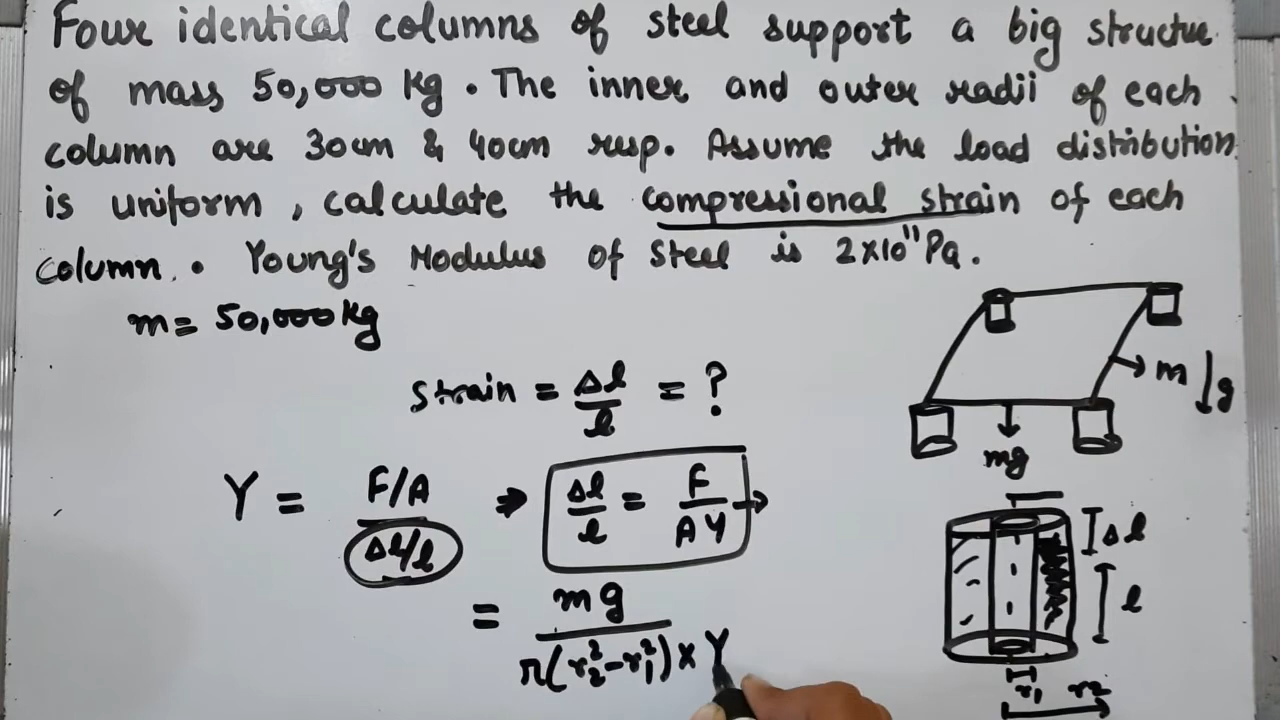 Four identical columns of steel support a big structue
of mass 50,000 kg. The inner and outer radii of each
column are 30cm & 40cm resp. Assume the load distribution
is uniform, calculate the compressional strain of each
column. Young's Modulus of Steel is 2x10¹¹ Pa.
m = 50,000 kg
strain = Δl/l = ?
Y = F/A / Δl/l ⇒ Δl/l = F/AY →
= mg / π(r₂² - r₁²) x Y
m
g
mg
Δl
l
r₁ r₂